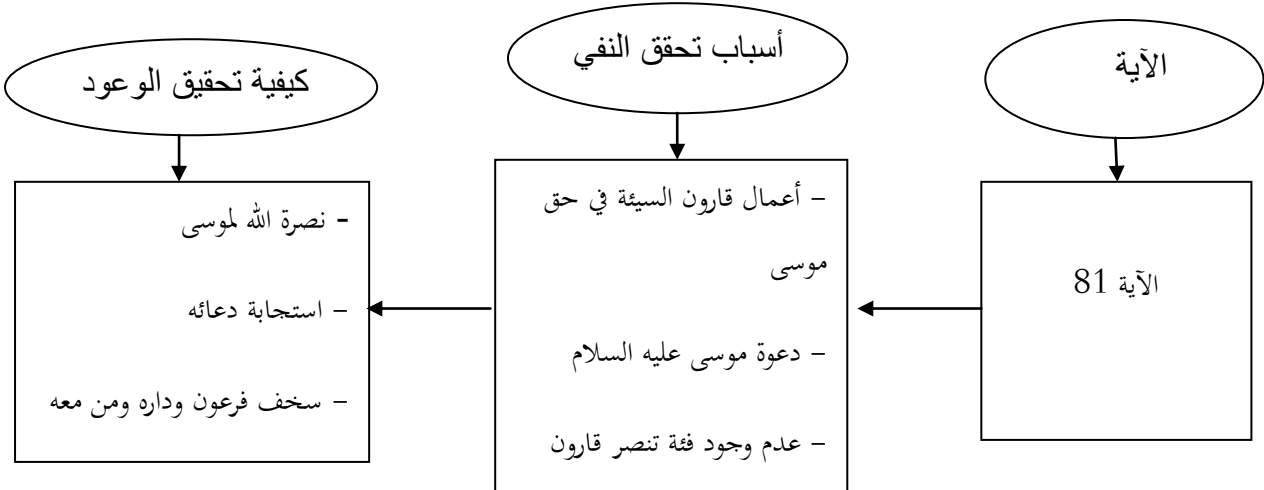 الآية
أسباب تحقق النفي
كيفية تحقيق الوعود
الآية 81
– أعمال قارون السيئة في حق
موسى
– دعوة موسى عليه السلام
– عدم وجود فئة تنصر قارون
- نصرة الله لموسى
– استجابة دعائه
– سخف فرعون وداره ومن معه